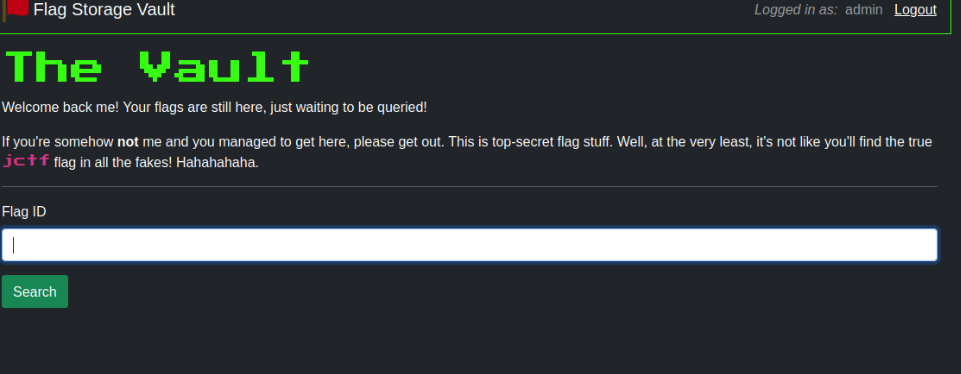 Flag Storage Vault
Logged in as: admin Logout
The Vault
Welcome back me! Your flags are still here, just waiting to be queried!
If you're somehow not me and you managed to get here, please get out. This is top-secret flag stuff. Well, at the very least, it's not like you'll find the true
jctf flag in all the fakes! Hahahahaha.
Flag ID
Search